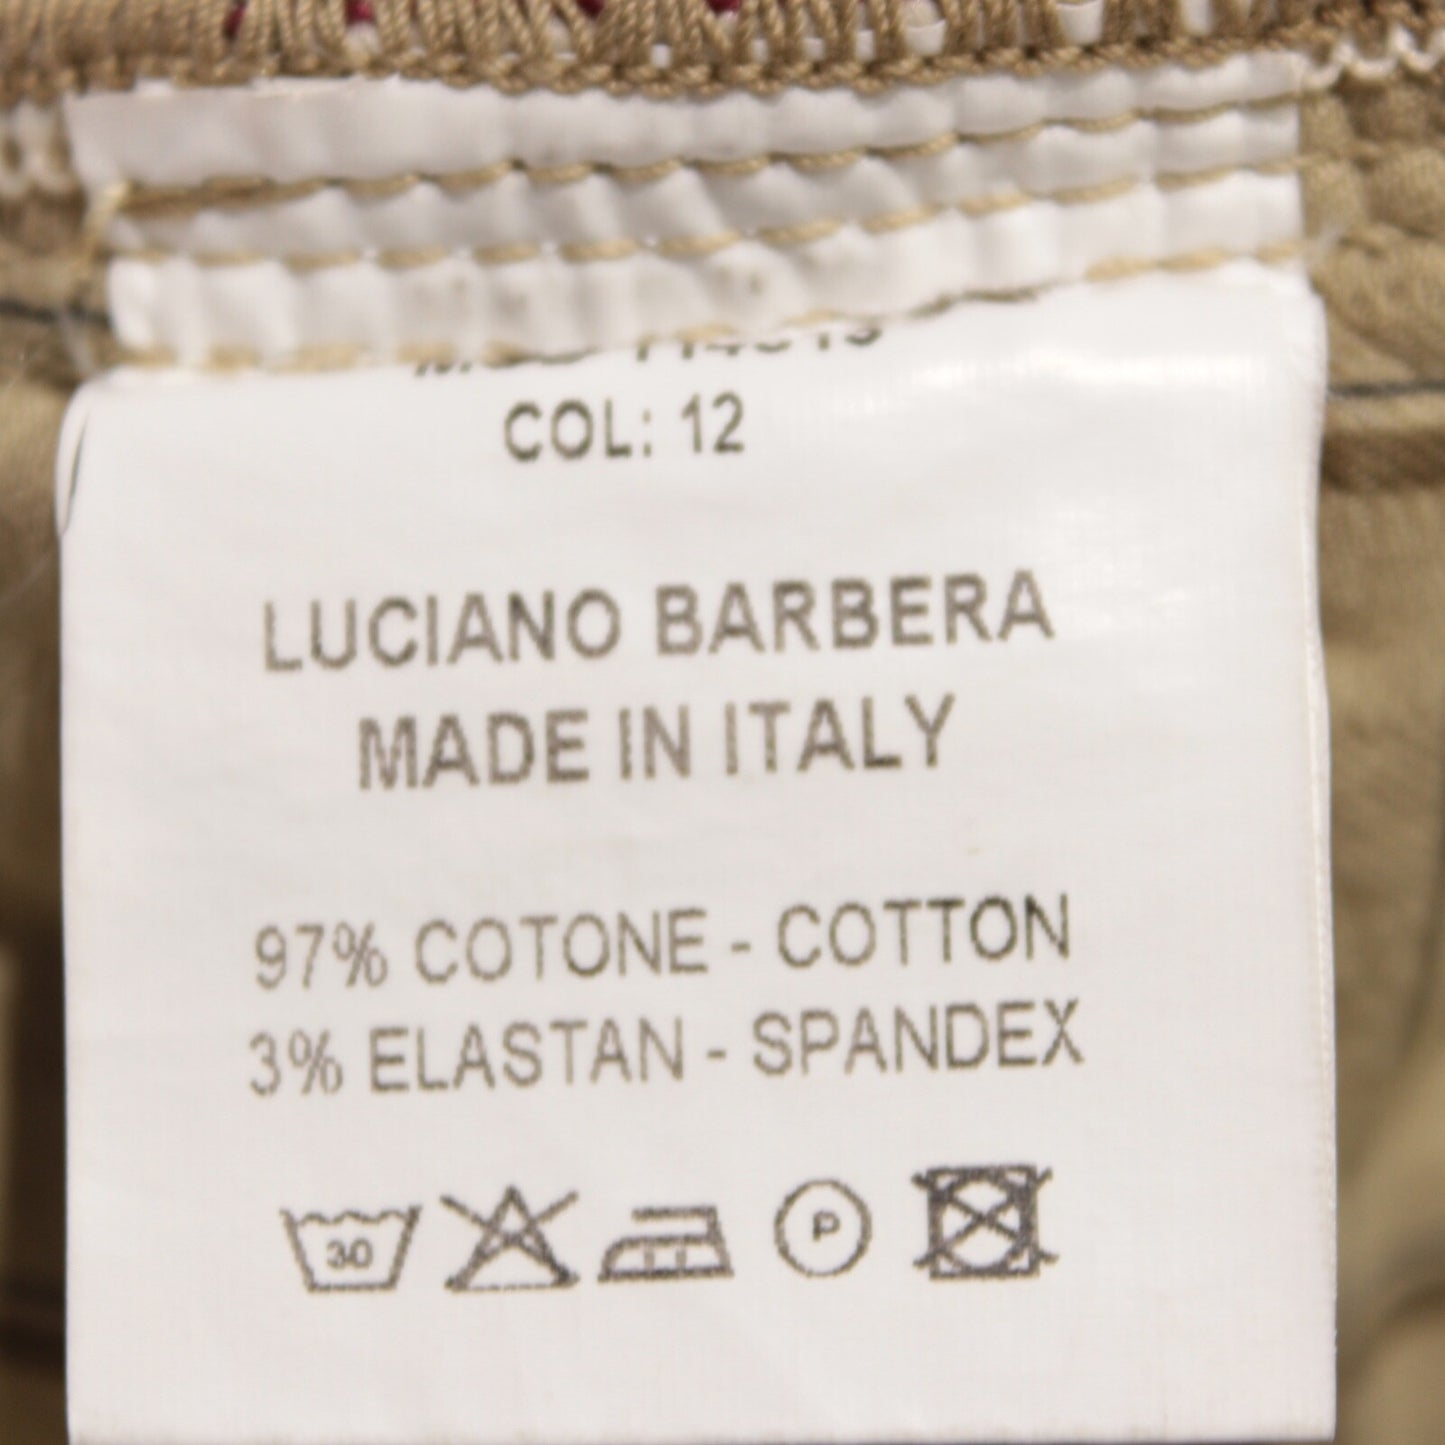 COL: 12
LUCIANO BARBERA
MADE IN ITALY
97% COTONE - COTTON
3% ELASTAN - SPANDEX
30
P